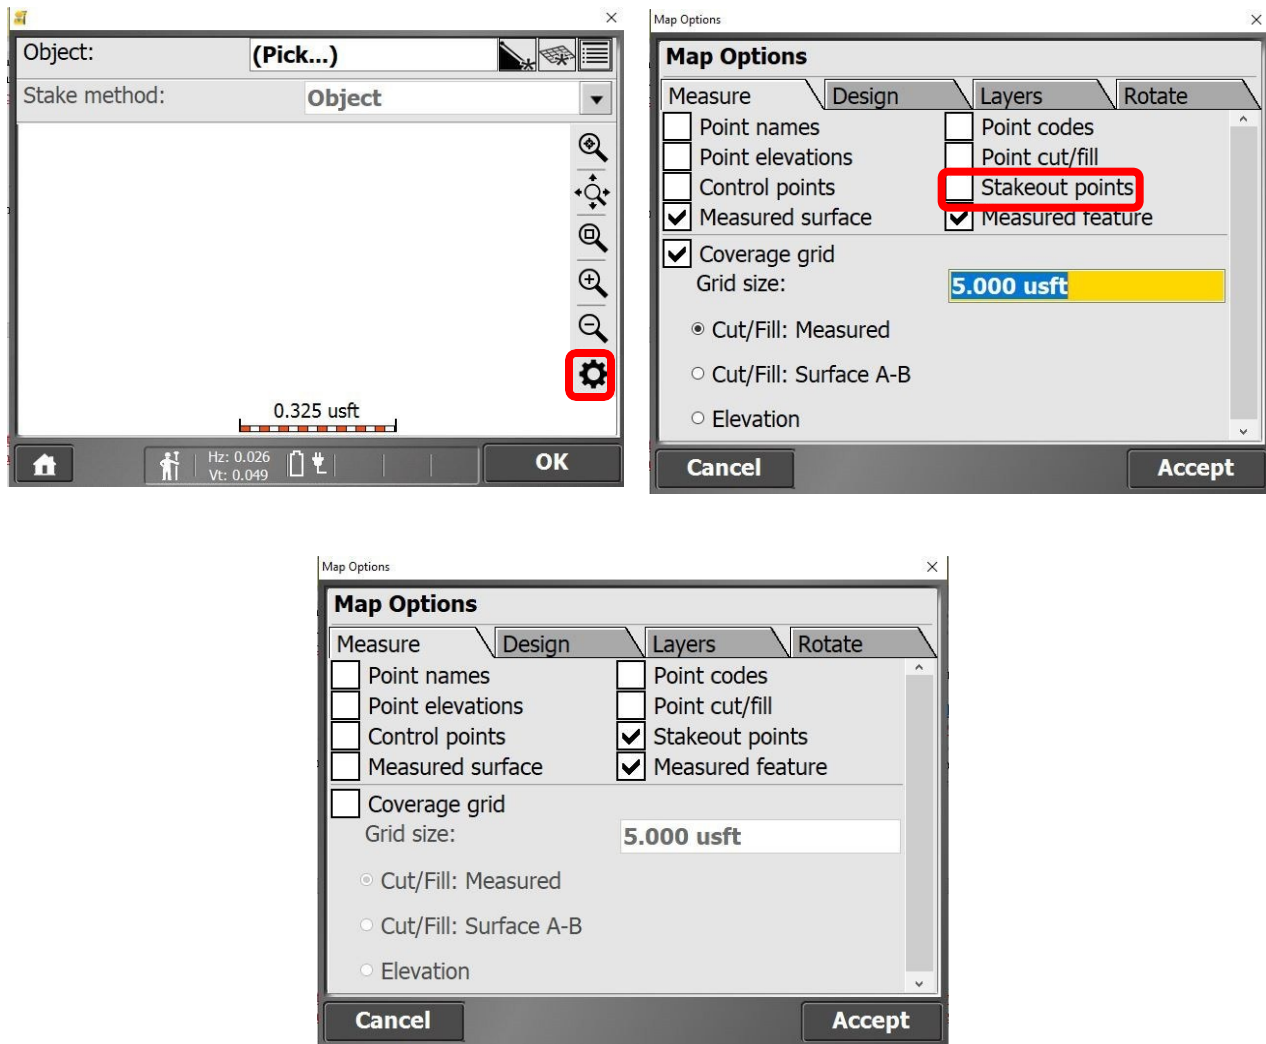 Object: (Pick...)
Stake method: Object
0.325 usft
Hz: 0.026
Vt: 0.049
OK
Map Options
Map Options
Measure Design Layers Rotate
Point names Point codes
Point elevations Point cut/fill
Control points Stakeout points
Measured surface Measured feature
Coverage grid
Grid size: 5.000 usft
Cut/Fill: Measured
Cut/Fill: Surface A-B
Elevation
Cancel Accept
Map Options
Map Options
Measure Design Layers Rotate
Point names Point codes
Point elevations Point cut/fill
Control points Stakeout points
Measured surface Measured feature
Coverage grid
Grid size: 5.000 usft
Cut/Fill: Measured
Cut/Fill: Surface A-B
Elevation
Cancel Accept